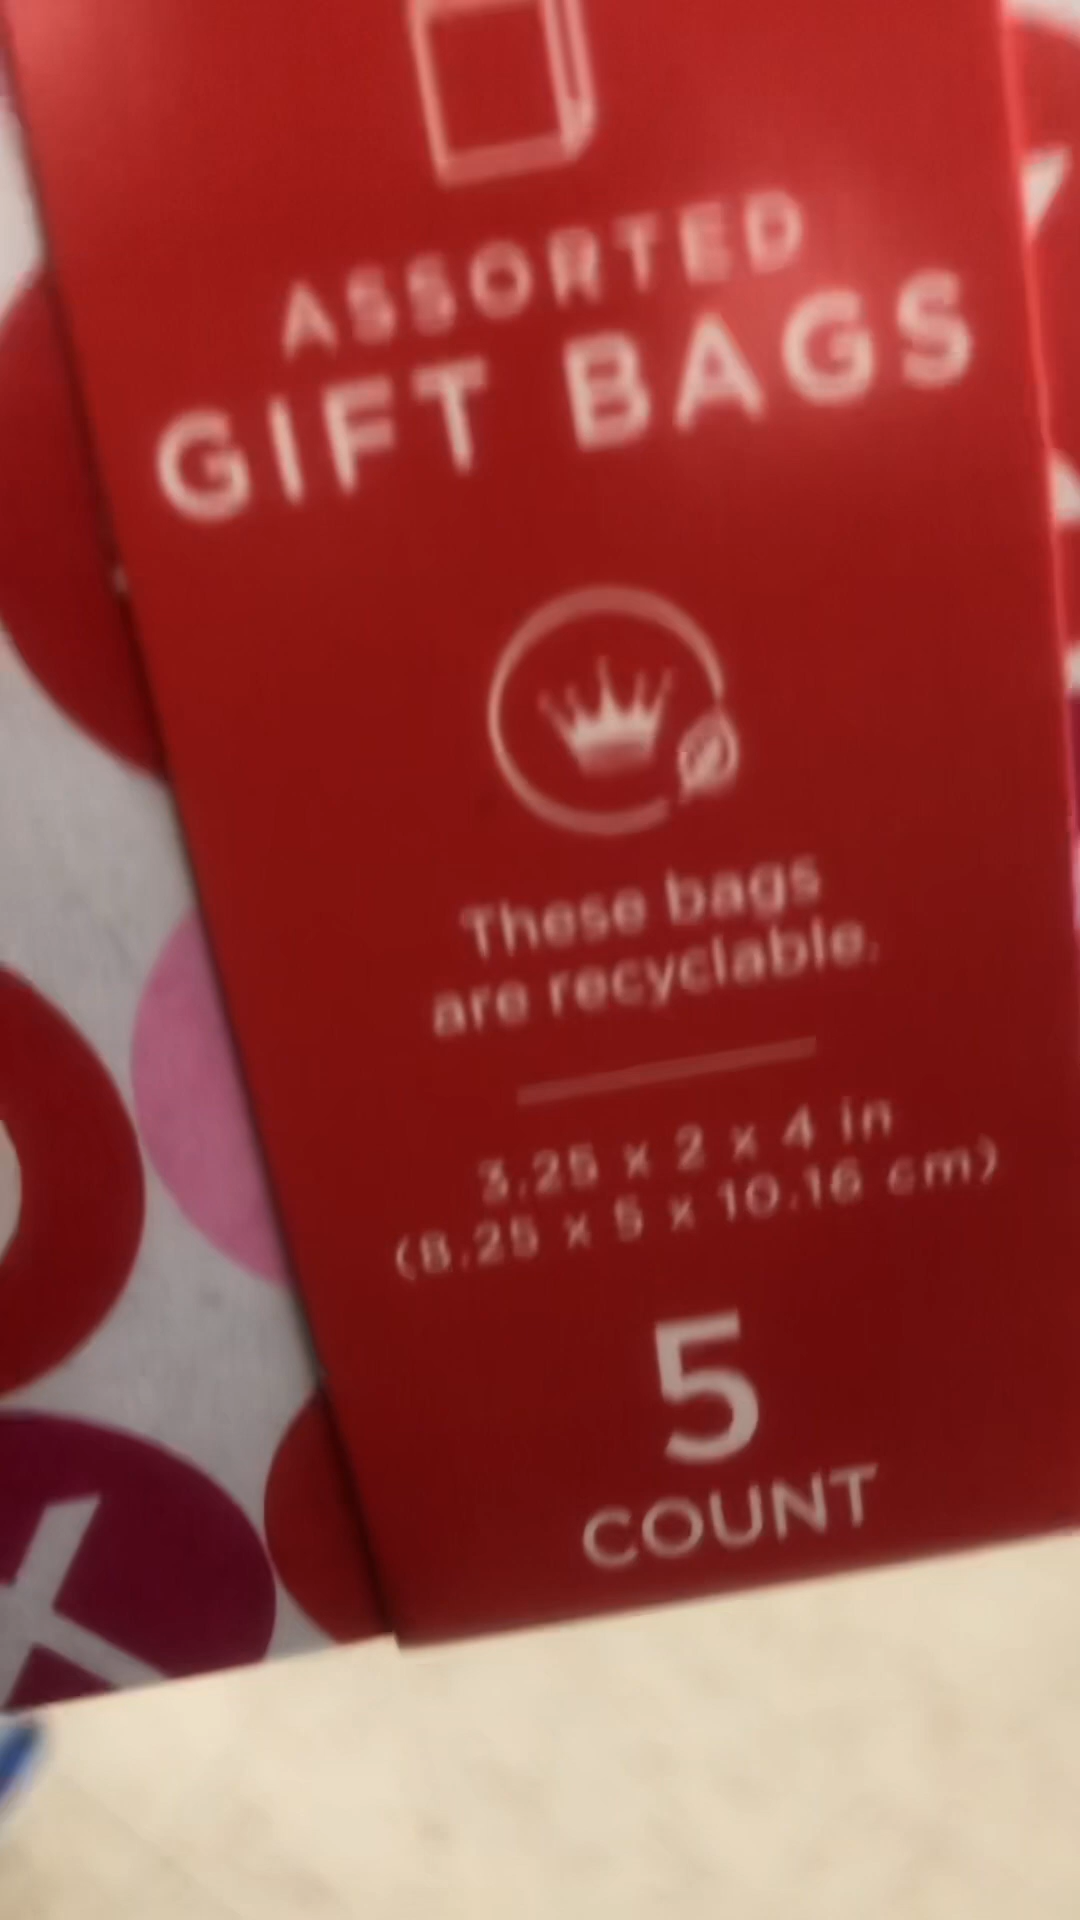 ASSORTED
GIFT BAGS
These bags
are recyclable.
3.25 x 2 x 4 in
(8.25 x 5 x 10.16 cm)
5
COUNT
X